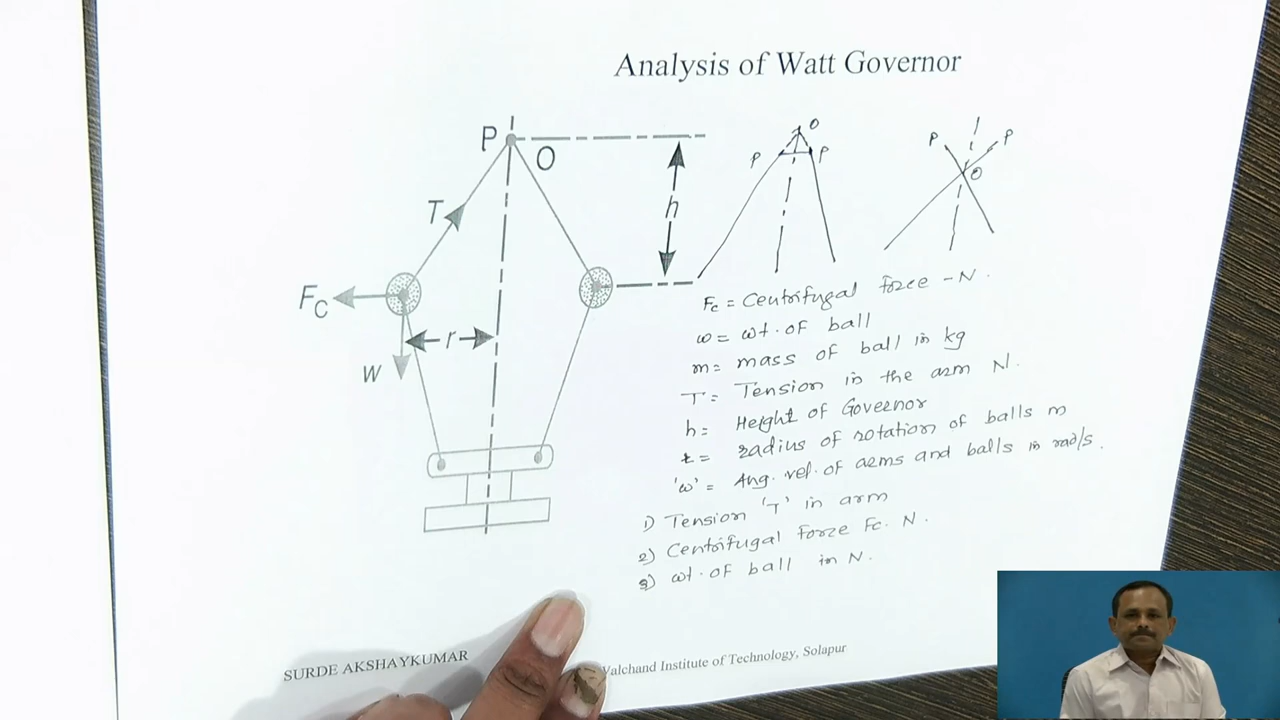 Analysis of Watt Governor
P
O
T
h
FC
r
W
O
P
P
P
P
O
Fc = Centrifugal force - N.
w = wt. of ball
m = mass of ball in kg
T = Tension in the arm N.
h = Height of Governor
r = radius of rotation of balls m
'ω' = Ang. vel. of arms and balls in rad/s.
1) Tension 'T' in arm
2) Centrifugal Force Fc. N.
3) wt. of ball in N.
SURDE AKSHAYKUMAR
Walchand Institute of Technology, Solapur